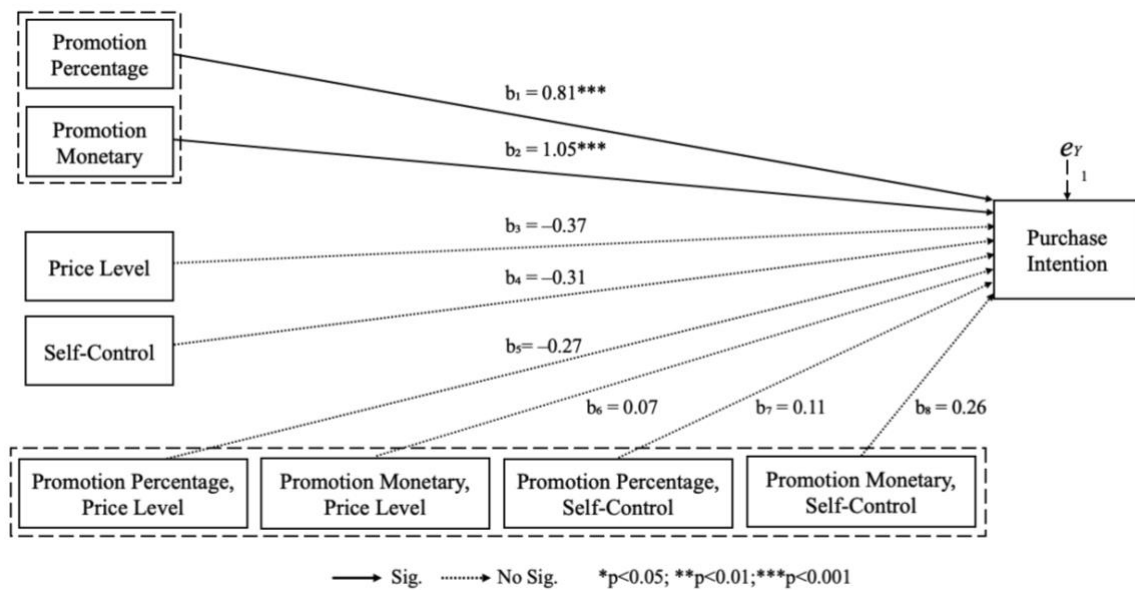 Promotion
Percentage
b₁ = 0.81***
Promotion
Monetary
b₂ = 1.05***
eY
1
b₃ = –0.37
Price Level
Purchase
Intention
b₄ = –0.31
Self-Control
b₅= –0.27
b₆ = 0.07
b₇ = 0.11
b₈ = 0.26
Promotion Percentage,
Price Level
Promotion Monetary,
Price Level
Promotion Percentage,
Self-Control
Promotion Monetary,
Self-Control
Sig.
No Sig.
*p<0.05; **p<0.01;***p<0.001